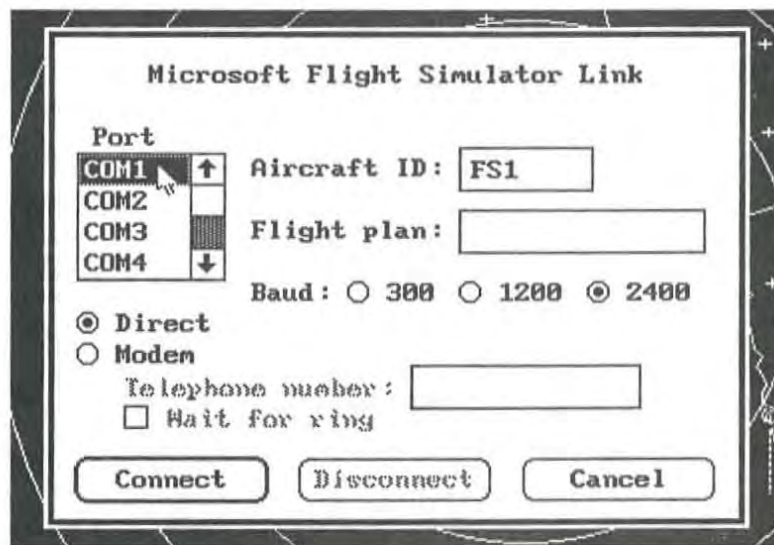 Microsoft Flight Simulator Link
Port
COM1
COM2
COM3
COM4
Aircraft ID: FS1
Flight plan:
Baud: 300 1200 2400
Direct
Modem
Telephone number:
Wait for ring
Connect Disconnect Cancel